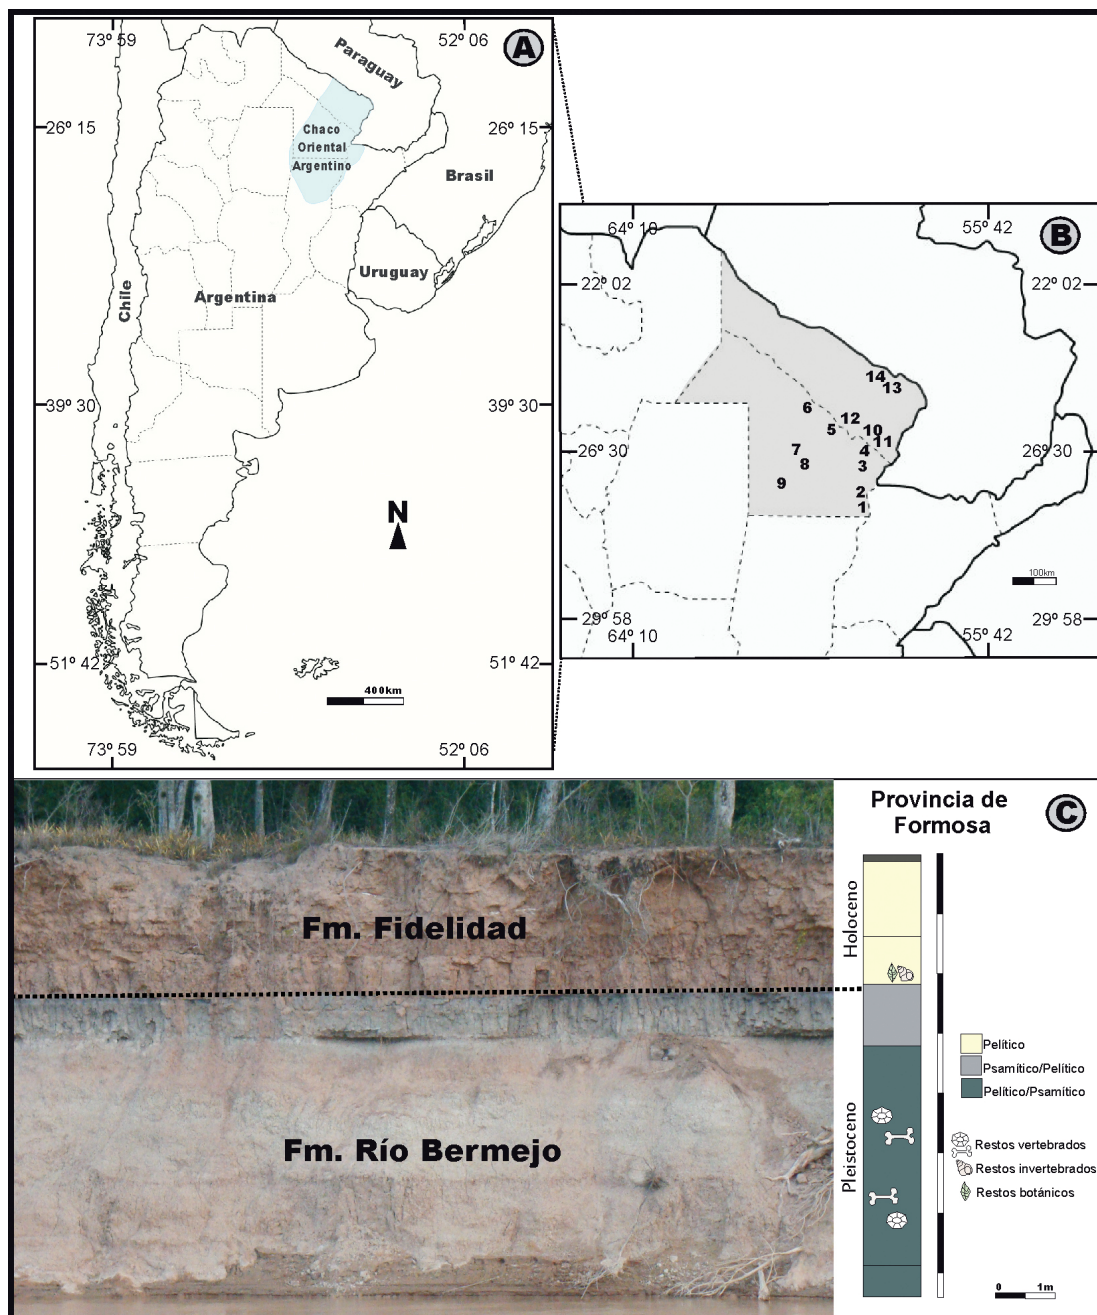 73º 59
52º 06
A
Paraguay
26º 15
26º 15
Chaco
Oriental
Argentino
Brasil
Uruguay
Chile
Argentina
39º 30
39º 30
N
51º 42
51º 42
400km
73º 59
52º 06
64º 10
55º 42
B
22º 02
22º 02
14
13
6
12
5
10
11
26º 30
7
4
26º 30
8
3
9
2
1
100km
29º 58
29º 58
64º 10
55º 42
Provincia de
Formosa
C
Fm. Fidelidad
Holoceno
Fm. Río Bermejo
Pleistoceno
Pelítico
Psamítico/Pelítico
Pelítico/Psamítico
Restos vertebrados
Restos invertebrados
Restos botánicos
0 1m